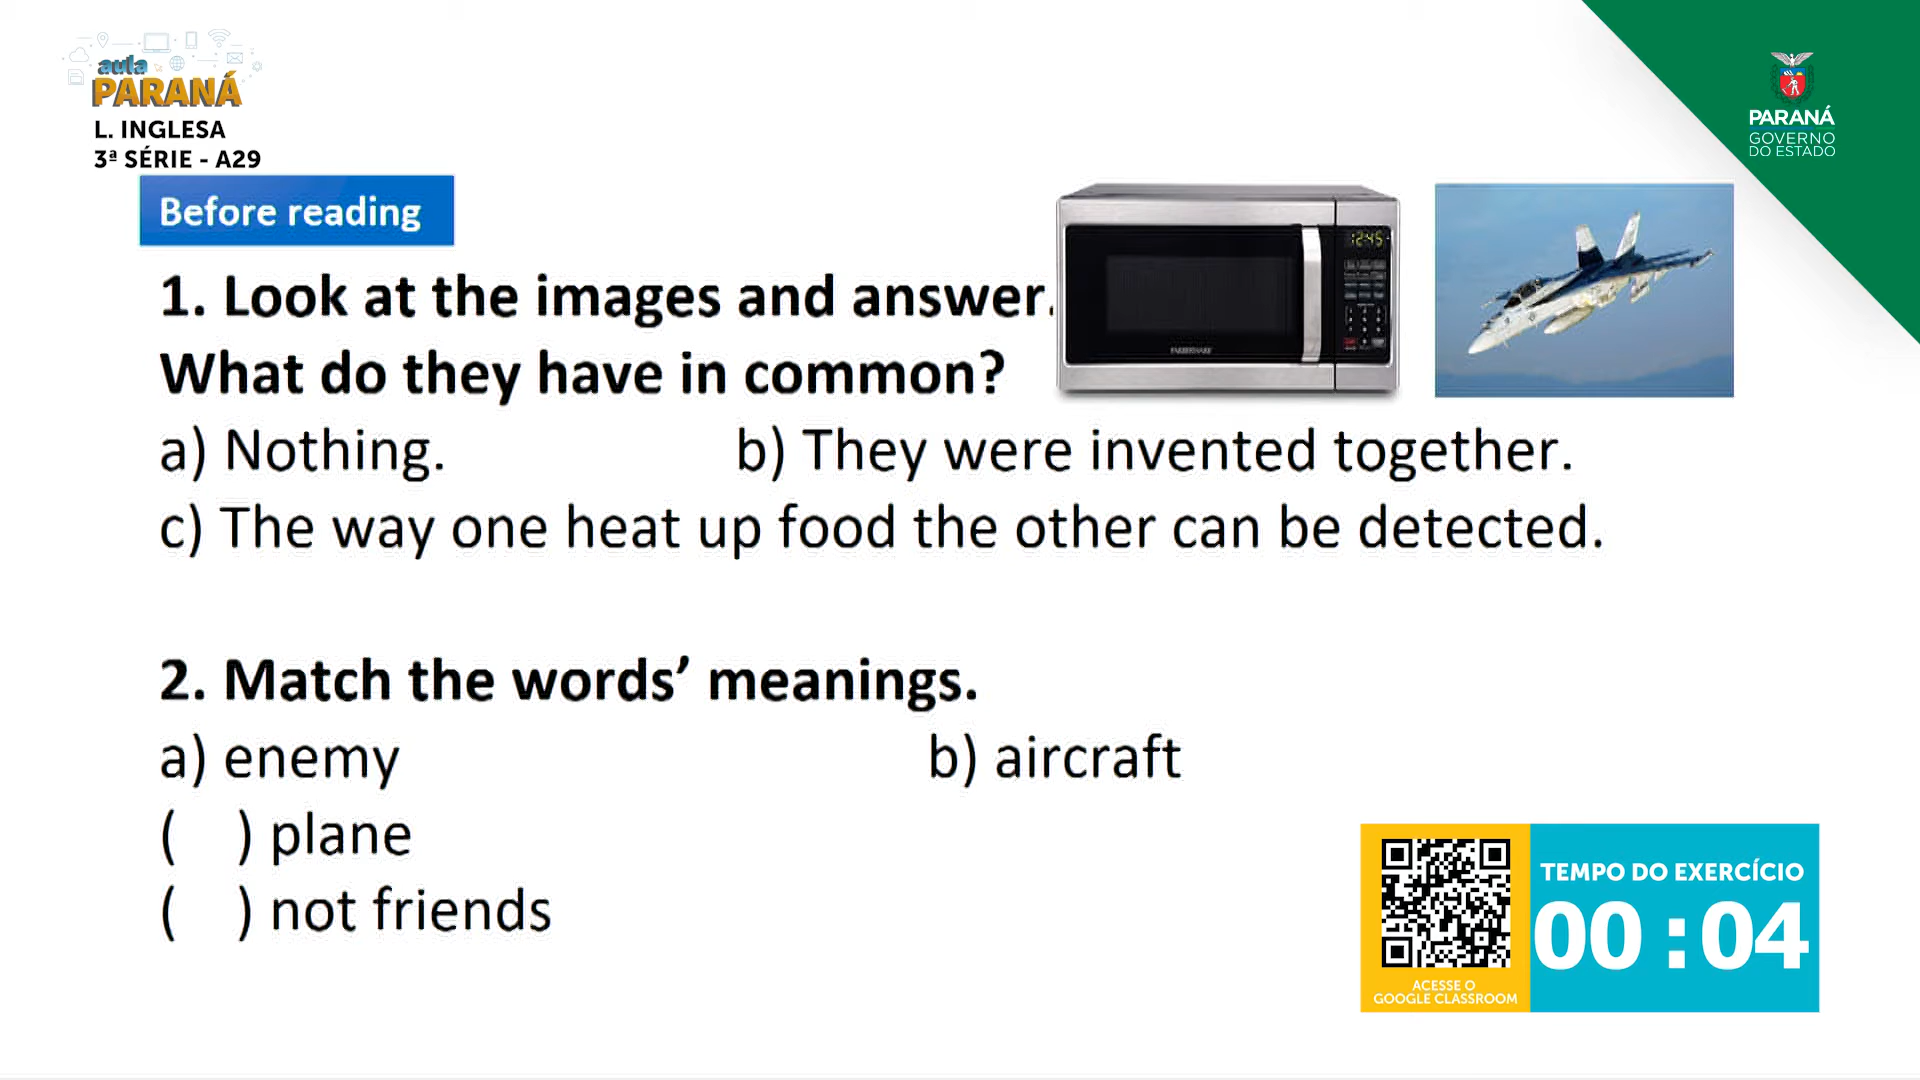 aula
PARANÁ
L. INGLESA
3ª SÉRIE - A29
PARANÁ
GOVERNO
DO ESTADO
Before reading
12:45
1. Look at the images and answer.
What do they have in common?
a) Nothing. b) They were invented together.
c) The way one heat up food the other can be detected.
2. Match the words’ meanings.
a) enemy b) aircraft
( ) plane
( ) not friends
TEMPO DO EXERCÍCIO
00 : 04
ACESSE O
GOOGLE CLASSROOM